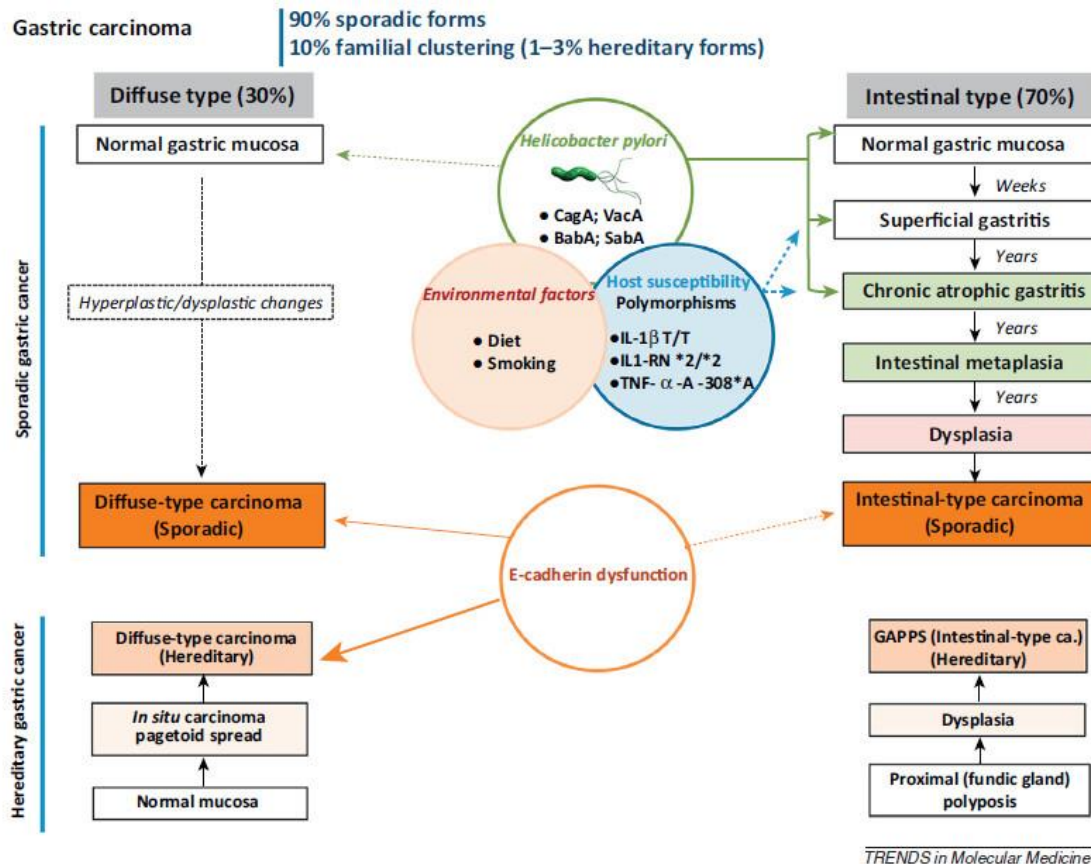 Gastric carcinoma
90% sporadic forms
10% familial clustering (1–3% hereditary forms)
Diffuse type (30%)
Intestinal type (70%)
Sporadic gastric cancer
Normal gastric mucosa
Hyperplastic/dysplastic changes
Diffuse-type carcinoma
(Sporadic)
Helicobacter pylori
● CagA; VacA
● BabA; SabA
Environmental factors
● Diet
● Smoking
Host susceptibility
Polymorphisms
●IL-1β T/T
●IL1-RN *2/*2
●TNF- α -A -308*A
Normal gastric mucosa
Weeks
Superficial gastritis
Years
Chronic atrophic gastritis
Years
Intestinal metaplasia
Years
Dysplasia
Intestinal-type carcinoma
(Sporadic)
E-cadherin dysfunction
Hereditary gastric cancer
Diffuse-type carcinoma
(Hereditary)
In situ carcinoma
pagetoid spread
Normal mucosa
GAPPS (Intestinal-type ca.)
(Hereditary)
Dysplasia
Proximal (fundic gland)
polyposis
TRENDS in Molecular Medicine